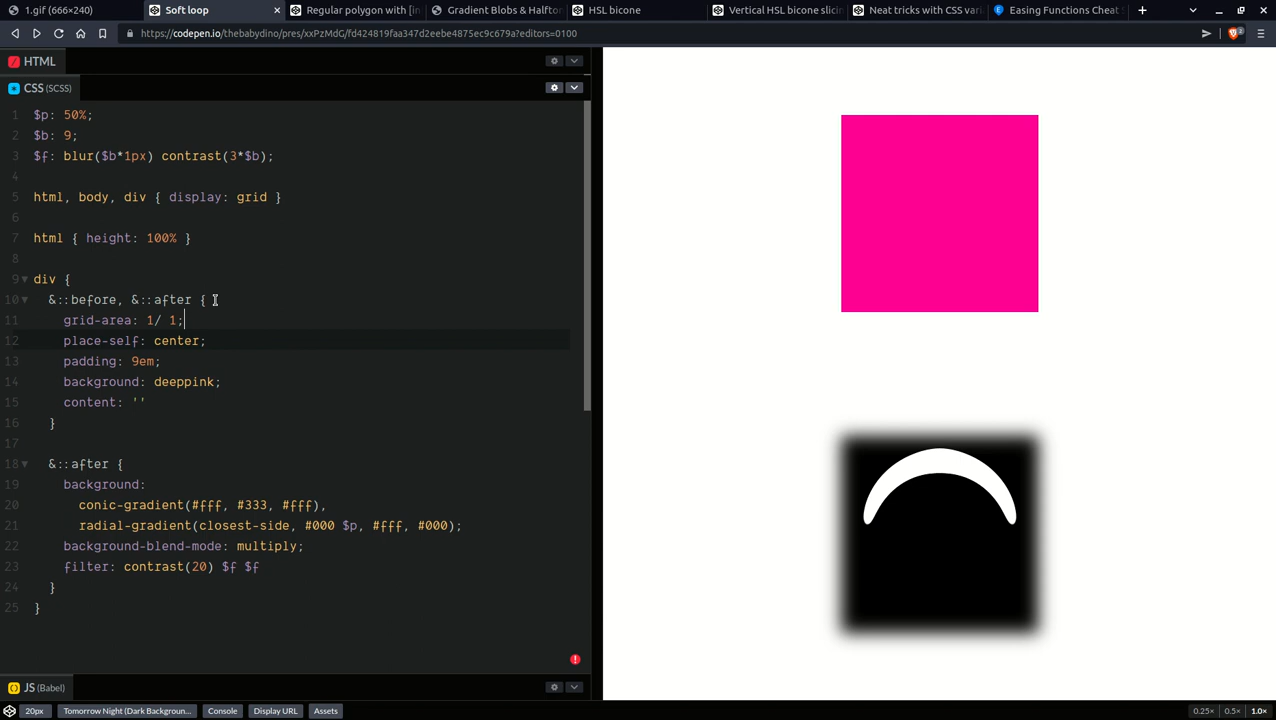 1.gif (666×240)
Soft loop
Regular polygon with [in
Gradient Blobs & Halfton
HSL bicone
Vertical HSL bicone slicin
Neat tricks with CSS vari
Easing Functions Cheat S
https://codepen.io/thebabydino/pres/xxPzMdG/fd424819faa347d2eebe4875ec9c679a?editors=0100
HTML
CSS (SCSS)
1 $p: 50%;
2 $b: 9;
3 $f: blur($b*1px) contrast(3*$b);
4
5 html, body, div { display: grid }
6
7 html { height: 100% }
8
9 div {
10 &::before, &::after {
11 grid-area: 1/ 1;
12 place-self: center;
13 padding: 9em;
14 background: deeppink;
15 content: ''
16 }
17
18 &::after {
19 background:
20 conic-gradient(#fff, #333, #fff),
21 radial-gradient(closest-side, #000 $p, #fff, #000);
22 background-blend-mode: multiply;
23 filter: contrast(20) $f $f
24 }
25 }
JS (Babel)
20px Tomorrow Night (Dark Backgroun... Console Display URL Assets 0.25× 0.5× 1.0×